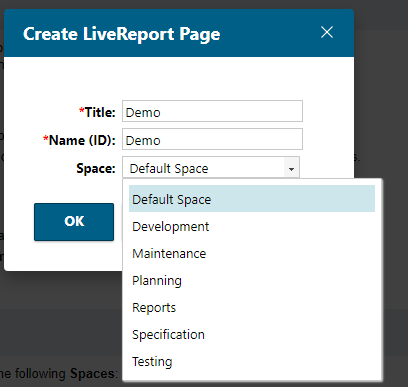 Create LiveReport Page
*Title: Demo
*Name (ID): Demo
Space: Default Space
Default Space
OK
Development
Maintenance
Planning
Reports
Specification
Testing
ne following Spaces: